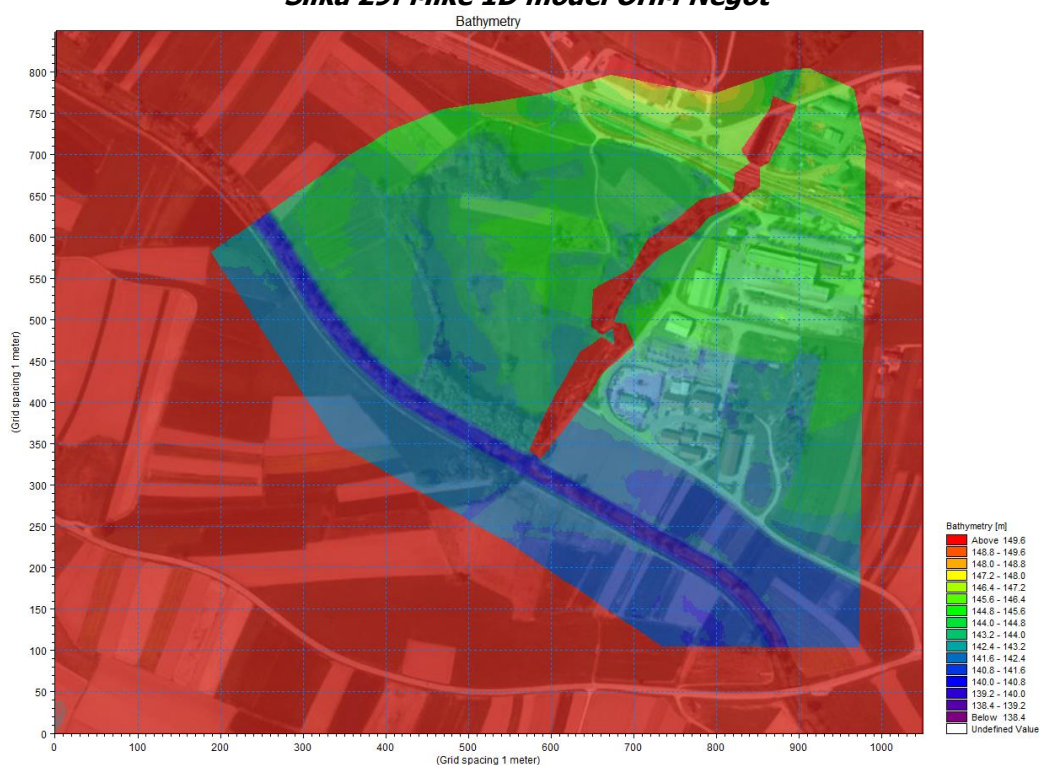 Slika 29: Mike 1D model UHM Negot
Bathymetry
800
750
700
650
600
550
500
450
400
350
300
250
200
150
100
50
0
(Grid spacing 1 meter)
0 100 200 300 400 500 600 700 800 900 1000
(Grid spacing 1 meter)
Bathymetry [m]
Above 149.6
148.8 - 149.6
148.0 - 148.8
147.2 - 148.0
146.4 - 147.2
145.6 - 146.4
144.8 - 145.6
144.0 - 144.8
143.2 - 144.0
142.4 - 143.2
141.6 - 142.4
140.8 - 141.6
140.0 - 140.8
139.2 - 140.0
138.4 - 139.2
Below 138.4
Undefined Value